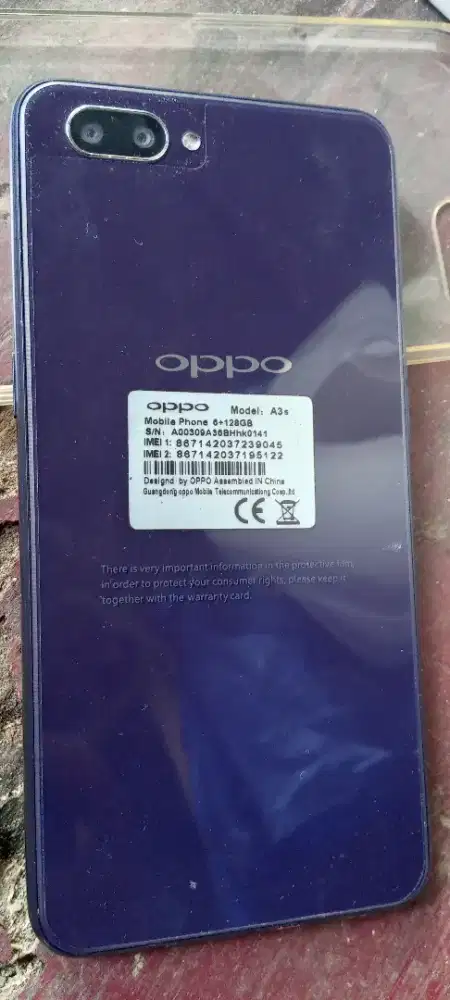 oppo
oppo Model: A3s
Mobile Phone 6+128GB
S/N: A00309A36BHhk0141
IMEI 1: 867142037239045
IMEI 2: 867142037195122
Designd by OPPO Assembled IN China
Guangdong oppo Mobile Telecommunications Corp.,ltd
CE
There is very important information in the protective film,
in order to protect your consumer rights, please keep it
together with the warranty card.